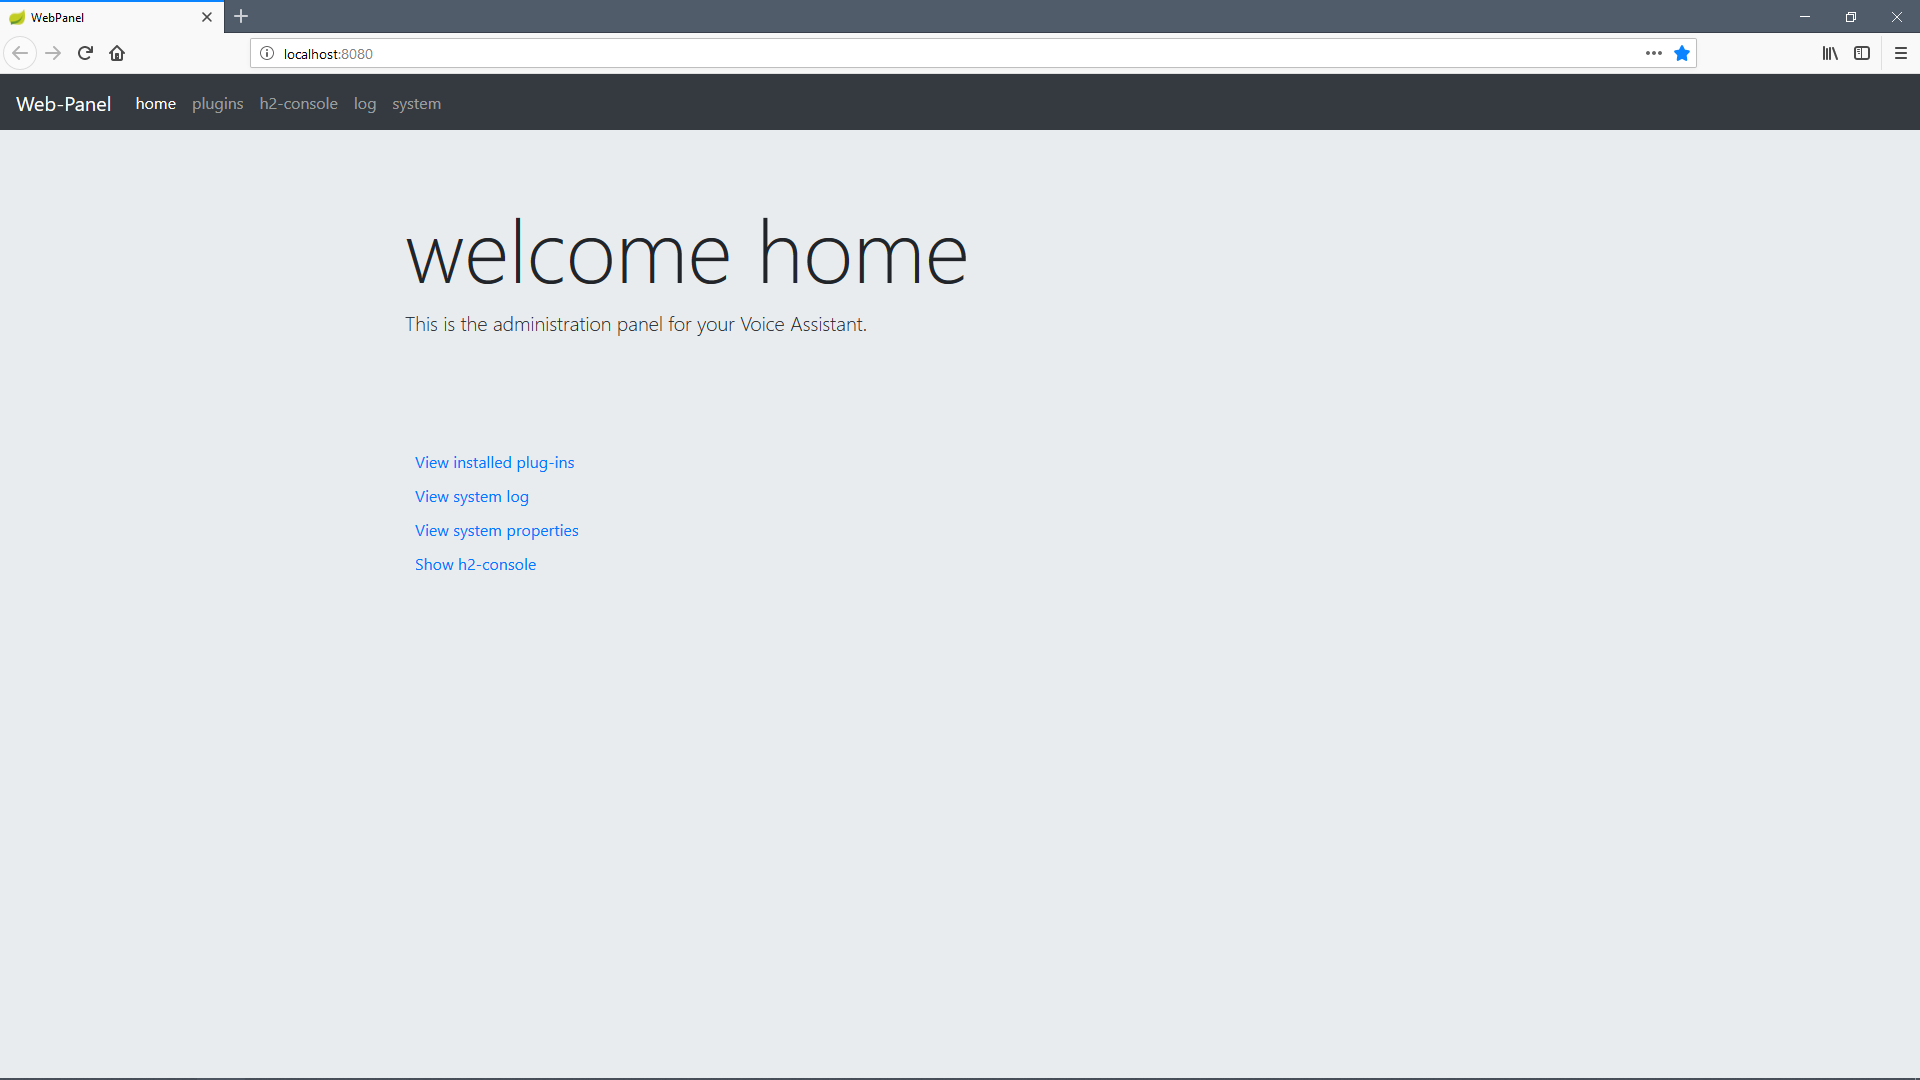 WebPanel
localhost:8080
Web-Panel home plugins h2-console log system
welcome home
This is the administration panel for your Voice Assistant.
View installed plug-ins
View system log
View system properties
Show h2-console